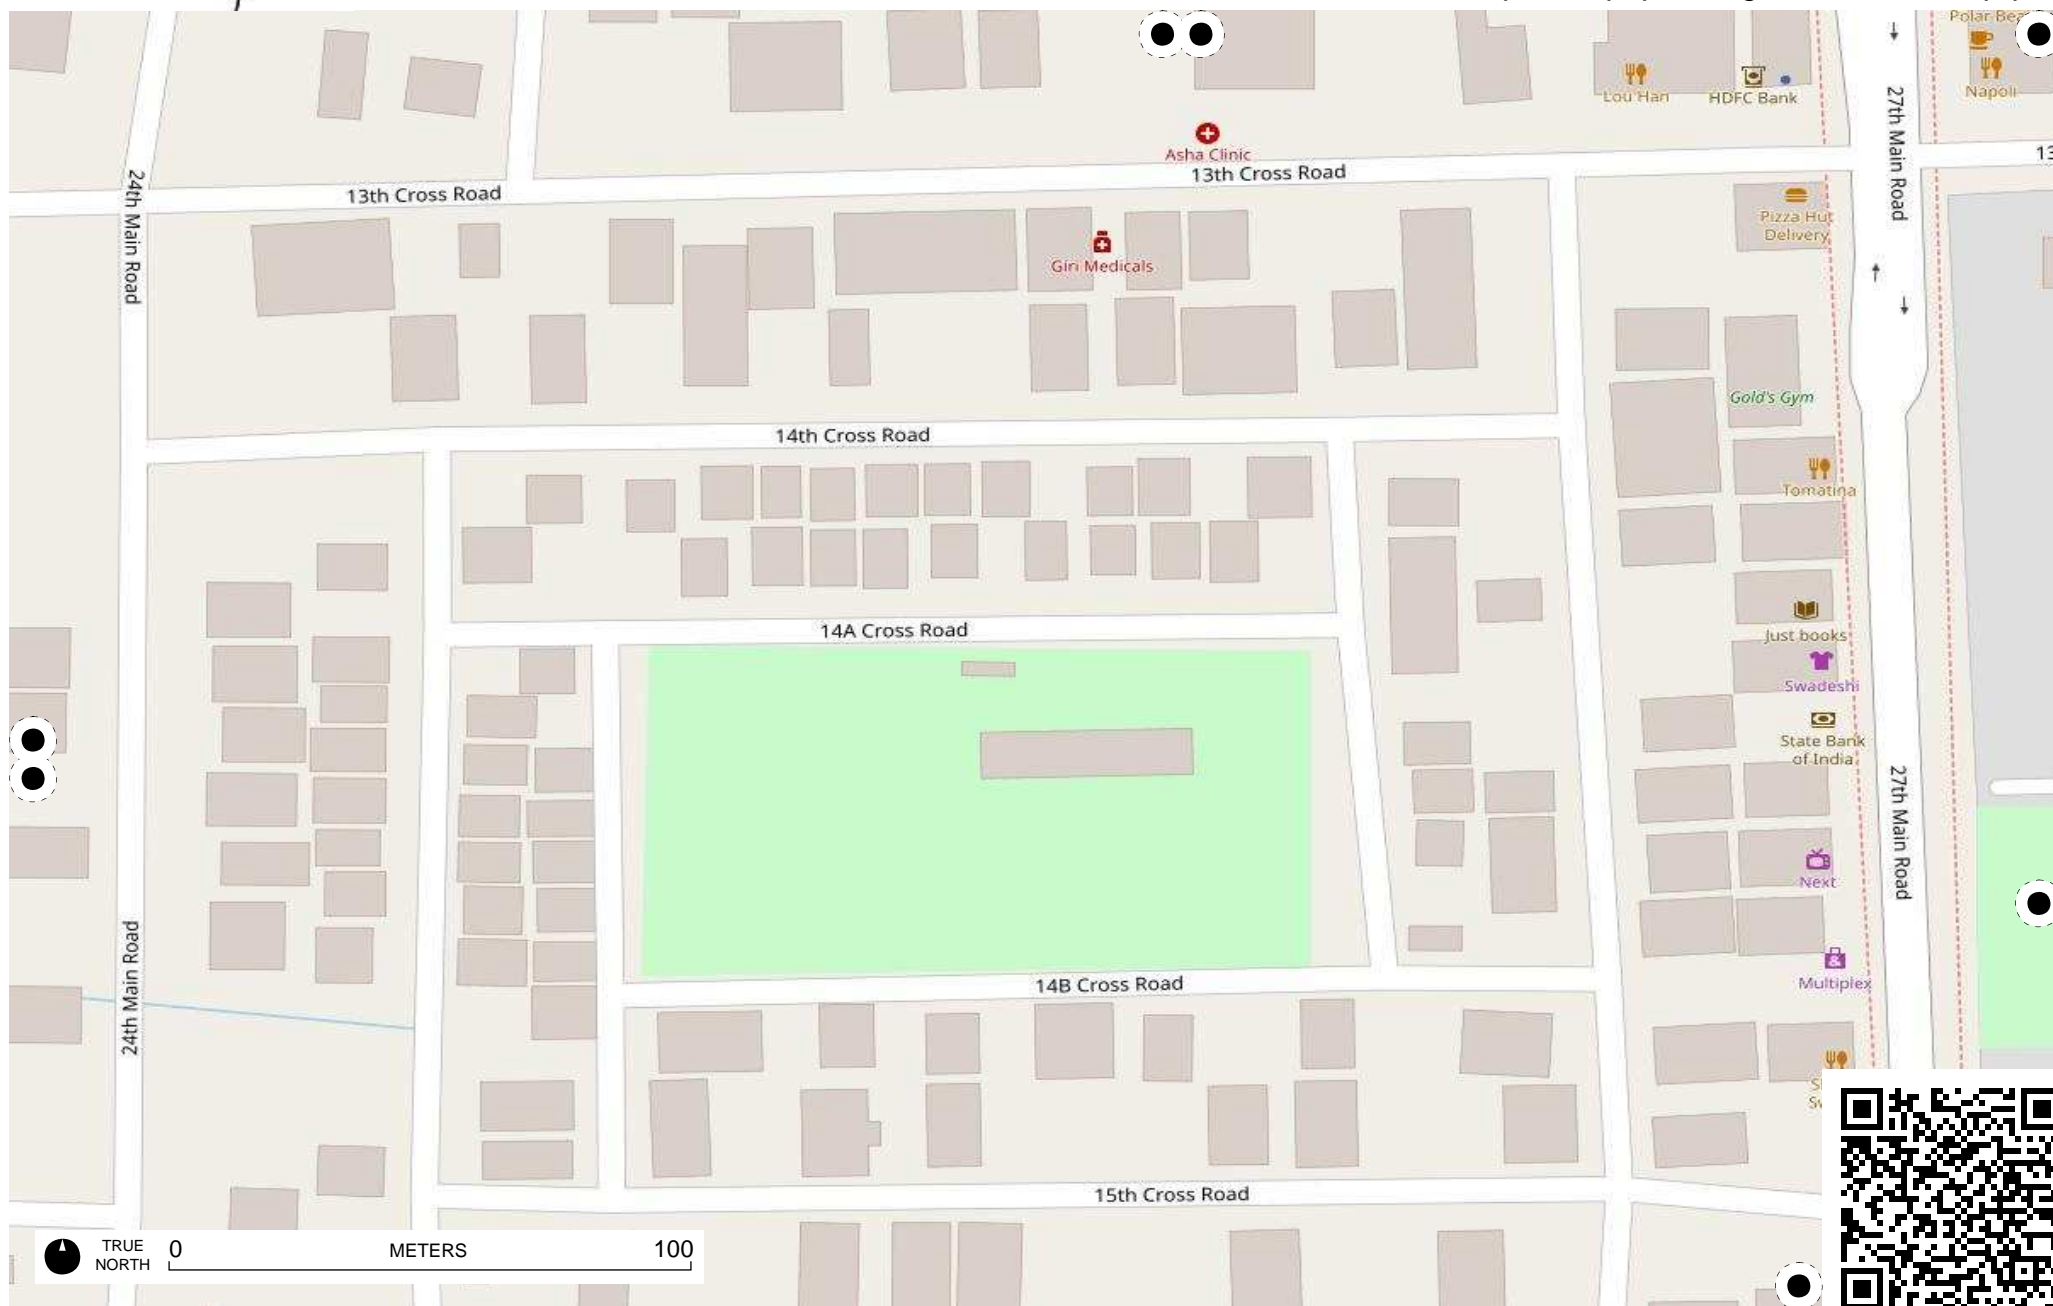 Napoli
Lou Han
HDFC Bank
27th Main Road
Asha Clinic
13th Cross Road
13th Cross Road
24th Main Road
Pizza Hut
Delivery
Giri Medicals
Gold's Gym
14th Cross Road
Tomatina
14A Cross Road
Just books
Swadeshi
State Bank
of India
27th Main Road
Next
24th Main Road
14B Cross Road
Multiplex
15th Cross Road
TRUE
NORTH
0 METERS 100